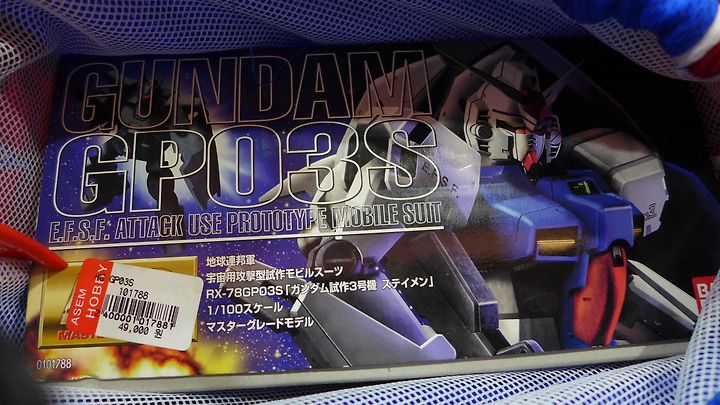 GUNDAM
GP03S
E.F.S.F. ATTACK USE PROTOTYPE MOBILE SUIT
地球連邦軍
宇宙用攻撃型試作モビルスーツ
RX-78GP03S「ガンダム試作3号機 ステイメン」
1/100スケール
マスターグレードモデル
ASEM
HOBBY
GP03S
101788
400001017881
49,000 원
MAST
0101788
B